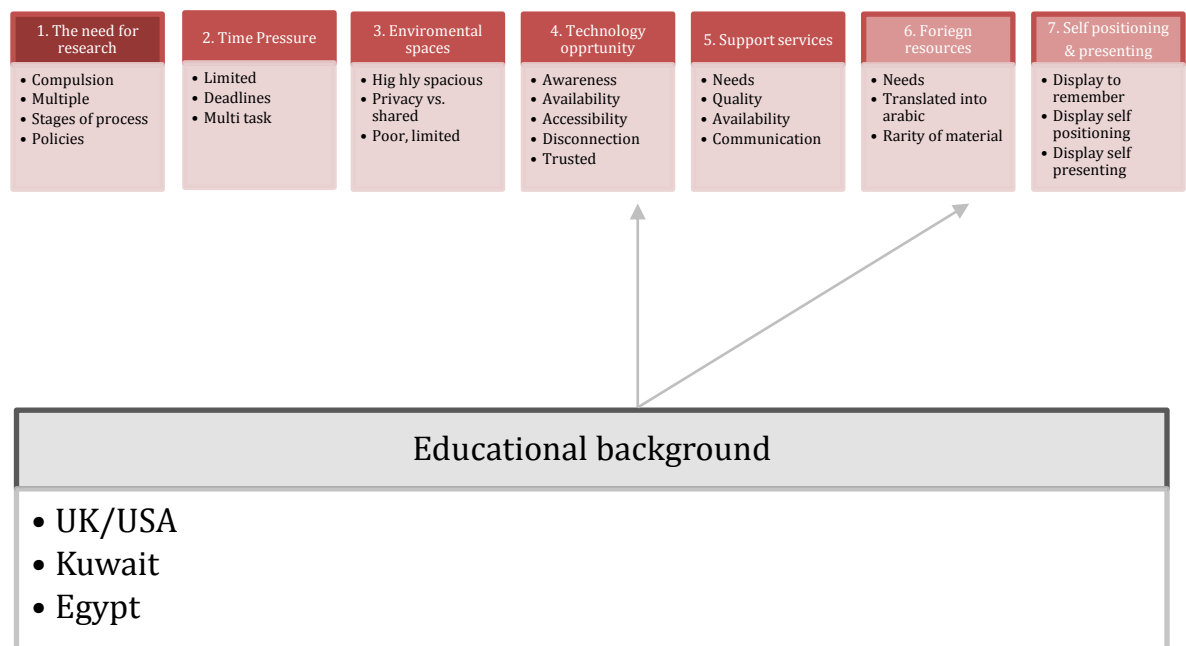 1. The need for
research
• Compulsion
• Multiple
• Stages of process
• Policies
2. Time Pressure
• Limited
• Deadlines
• Multi task
3. Enviromental
spaces
• Hig hly spacious
• Privacy vs.
shared
• Poor, limited
4. Technology
opprtunity
• Awareness
• Availability
• Accessibility
• Disconnection
• Trusted
5. Support services
• Needs
• Quality
• Availability
• Communication
6. Foriegn
resources
• Needs
• Translated into
arabic
• Rarity of material
7. Self positioning
& presenting
• Display to
remember
• Display self
positioning
• Display self
presenting
Educational background
• UK/USA
• Kuwait
• Egypt